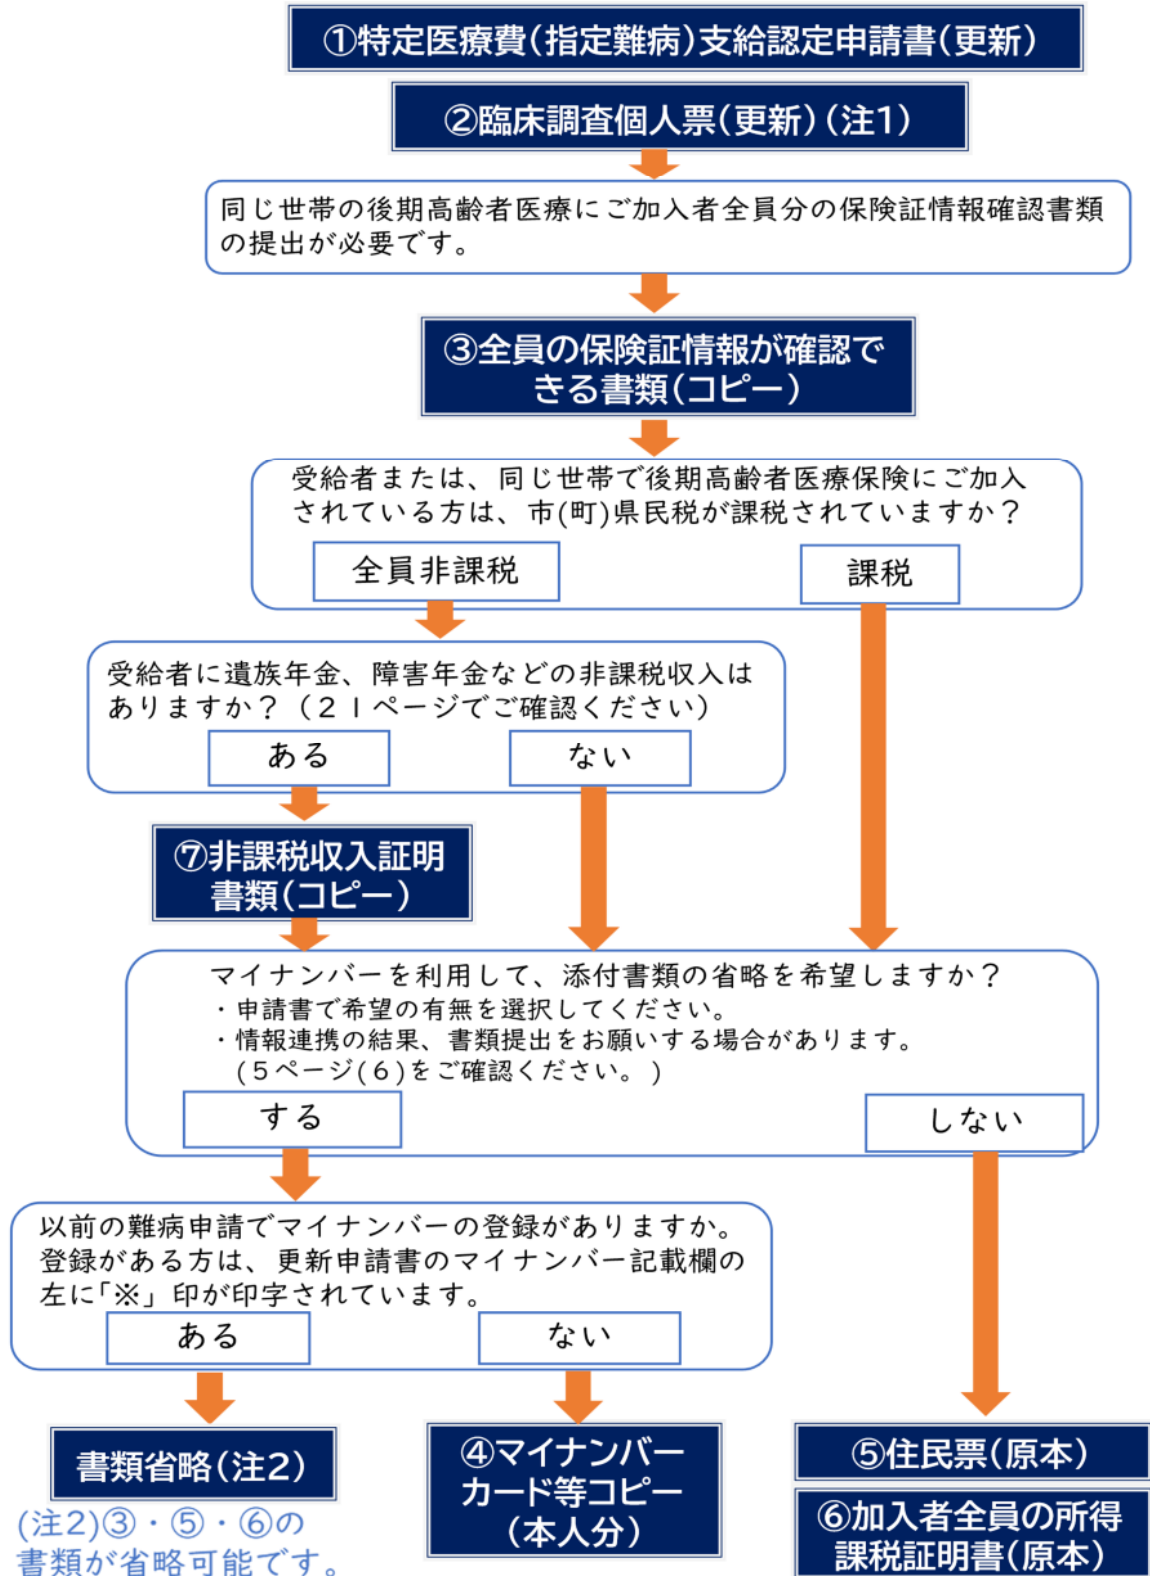 ①特定医療費(指定難病)支給認定申請書(更新)
②臨床調査個人票(更新)(注1)
同じ世帯の後期高齢者医療にご加入者全員分の保険証情報確認書類
の提出が必要です。
③全員の保険証情報が確認で
きる書類(コピー)
受給者または、同じ世帯で後期高齢者医療保険にご加入
されている方は、市(町)県民税が課税されていますか？
全員非課税
課税
受給者に遺族年金、障害年金などの非課税収入は
ありますか？（２１ページでご確認ください）
ある
ない
⑦非課税収入証明
書類(コピー)
マイナンバーを利用して、添付書類の省略を希望しますか？
・申請書で希望の有無を選択してください。
・情報連携の結果、書類提出をお願いする場合があります。
(５ページ(６)をご確認ください。)
する
しない
以前の難病申請でマイナンバーの登録がありますか。
登録がある方は、更新申請書のマイナンバー記載欄の
左に「※」印が印字されています。
ある
ない
書類省略(注2)
(注2)③・⑤・⑥の
書類が省略可能です。
④マイナンバー
カード等コピー
(本人分)
⑤住民票(原本)
⑥加入者全員の所得
課税証明書(原本)